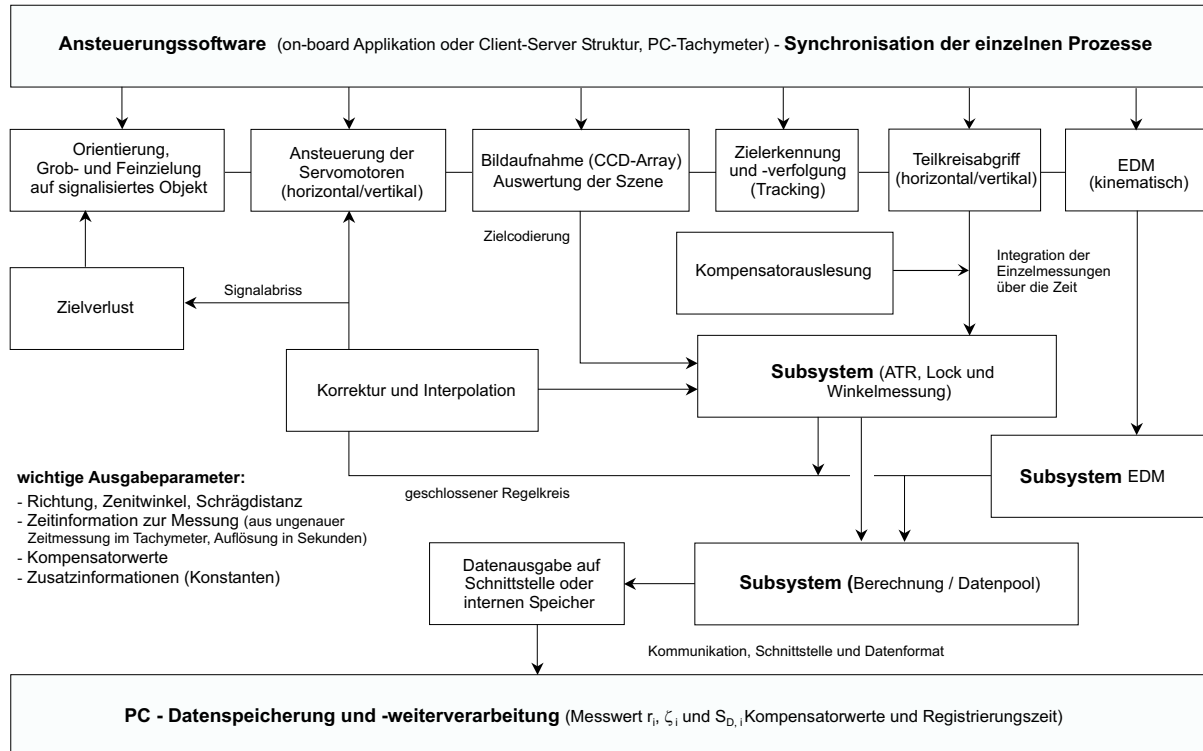 Ansteuerungssoftware (on-board Applikation oder Client-Server Struktur, PC-Tachymeter) - Synchronisation der einzelnen Prozesse
Orientierung,
Grob- und Feinzielung
auf signalisiertes Objekt
Ansteuerung der
Servomotoren
(horizontal/vertikal)
Bildaufnahme (CCD-Array)
Auswertung der Szene
Zielerkennung
und -verfolgung
(Tracking)
Teilkreisabgriff
(horizontal/vertikal)
EDM
(kinematisch)
Zielcodierung
Kompensatorauslesung
Integration der
Einzelmessungen
über die Zeit
Zielverlust
Signalabriss
Korrektur und Interpolation
Subsystem (ATR, Lock und
Winkelmessung)
Subsystem EDM
geschlossener Regelkreis
wichtige Ausgabeparameter:
- Richtung, Zenitwinkel, Schrägdistanz
- Zeitinformation zur Messung (aus ungenauer
Zeitmessung im Tachymeter, Auflösung in Sekunden)
- Kompensatorwerte
- Zusatzinformationen (Konstanten)
Datenausgabe auf
Schnittstelle oder
internen Speicher
Subsystem (Berechnung / Datenpool)
Kommunikation, Schnittstelle und Datenformat
PC - Datenspeicherung und -weiterverarbeitung (Messwert r_i, ζ_i und S_D,i Kompensatorwerte und Registrierungszeit)